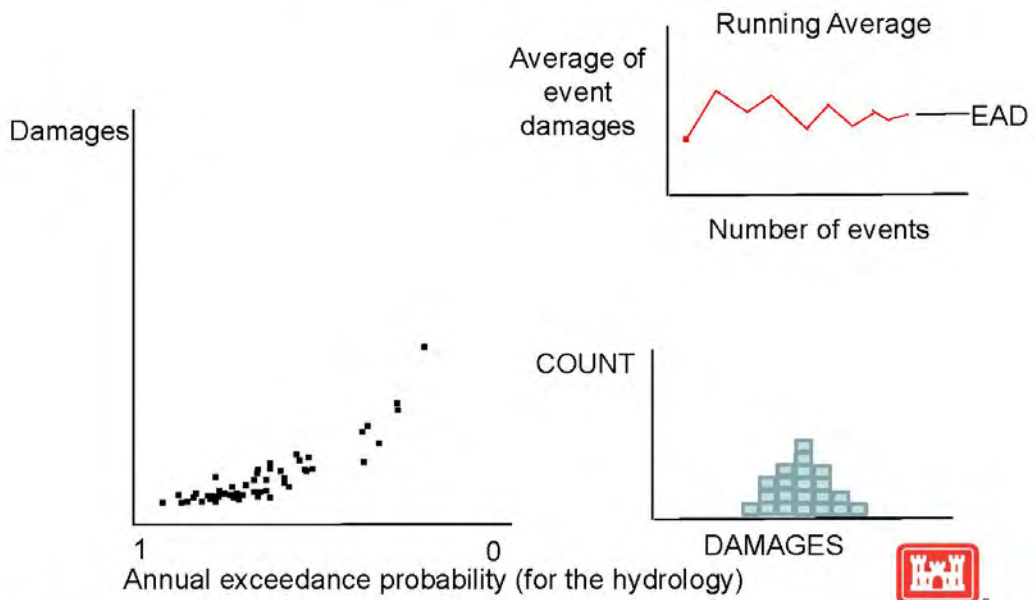 Running Average
Average of
event
damages
EAD
Number of events
Damages
1
0
Annual exceedance probability (for the hydrology)
COUNT
DAMAGES